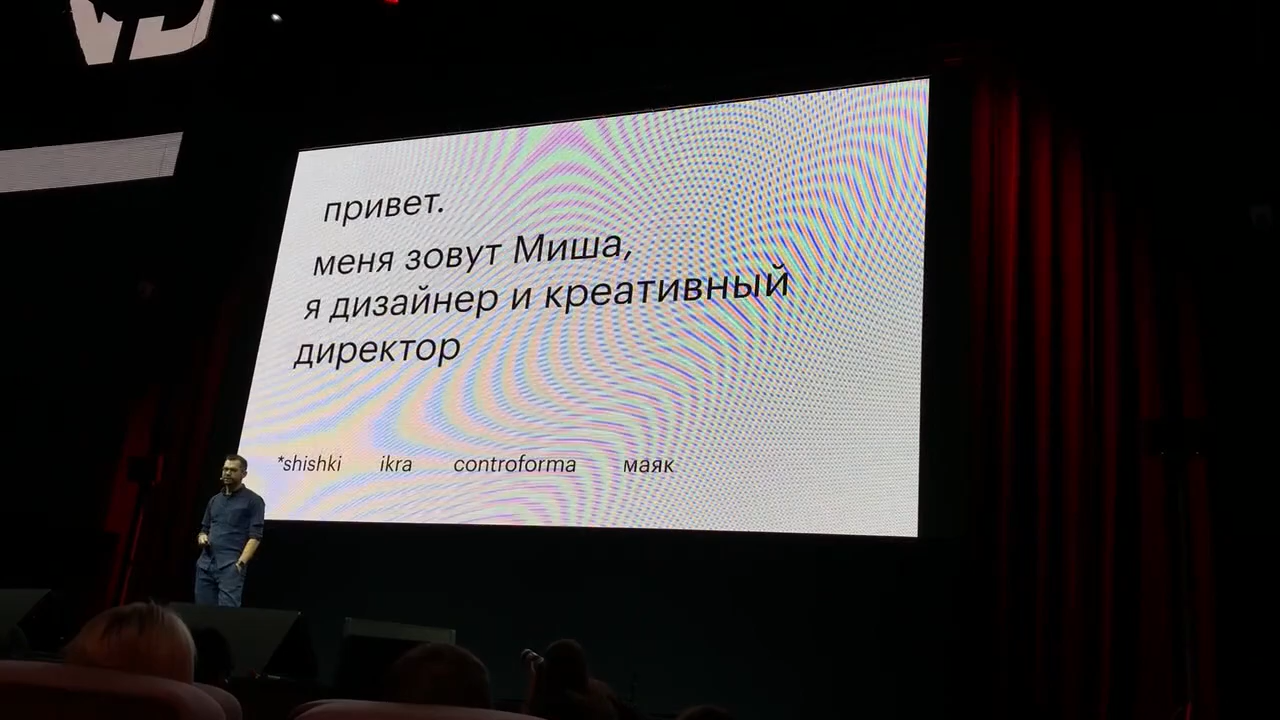 привет.
меня зовут Миша,
я дизайнер и креативный
директор
*shishki ikra controforma маяк